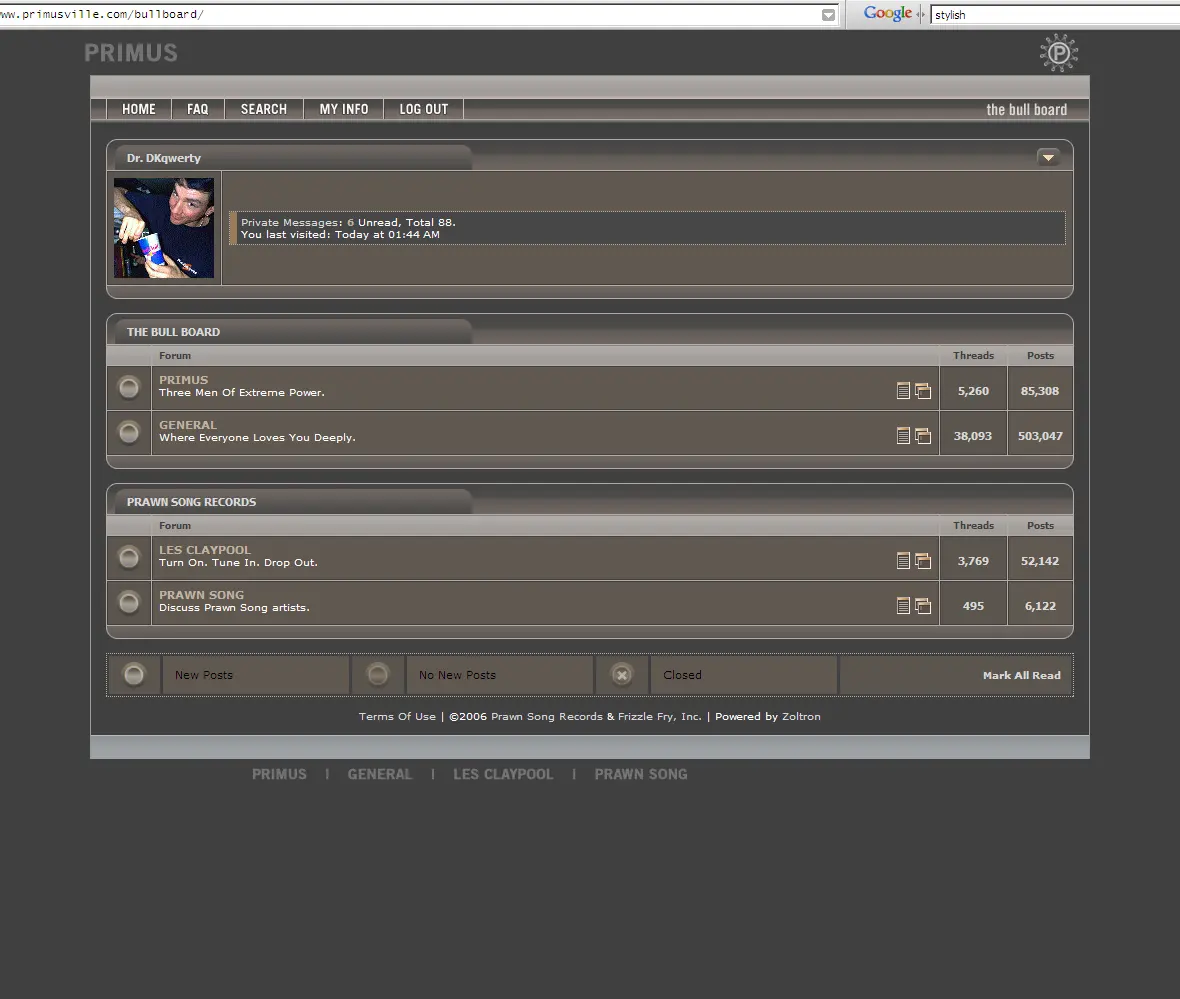 ww.primusville.com/bullboard/
Google
stylish
PRIMUS
P
HOME FAQ SEARCH MY INFO LOG OUT the bull board
Dr. DKqwerty
Private Messages: 6 Unread, Total 88.
You last visited: Today at 01:44 AM
THE BULL BOARD
Forum Threads Posts
PRIMUS
Three Men Of Extreme Power.
5,260 85,308
GENERAL
Where Everyone Loves You Deeply.
38,093 503,047
PRAWN SONG RECORDS
Forum Threads Posts
LES CLAYPOOL
Turn On. Tune In. Drop Out.
3,769 52,142
PRAWN SONG
Discuss Prawn Song artists.
495 6,122
New Posts No New Posts Closed Mark All Read
Terms Of Use | ©2006 Prawn Song Records & Frizzle Fry, Inc. | Powered by Zoltron
PRIMUS | GENERAL | LES CLAYPOOL | PRAWN SONG